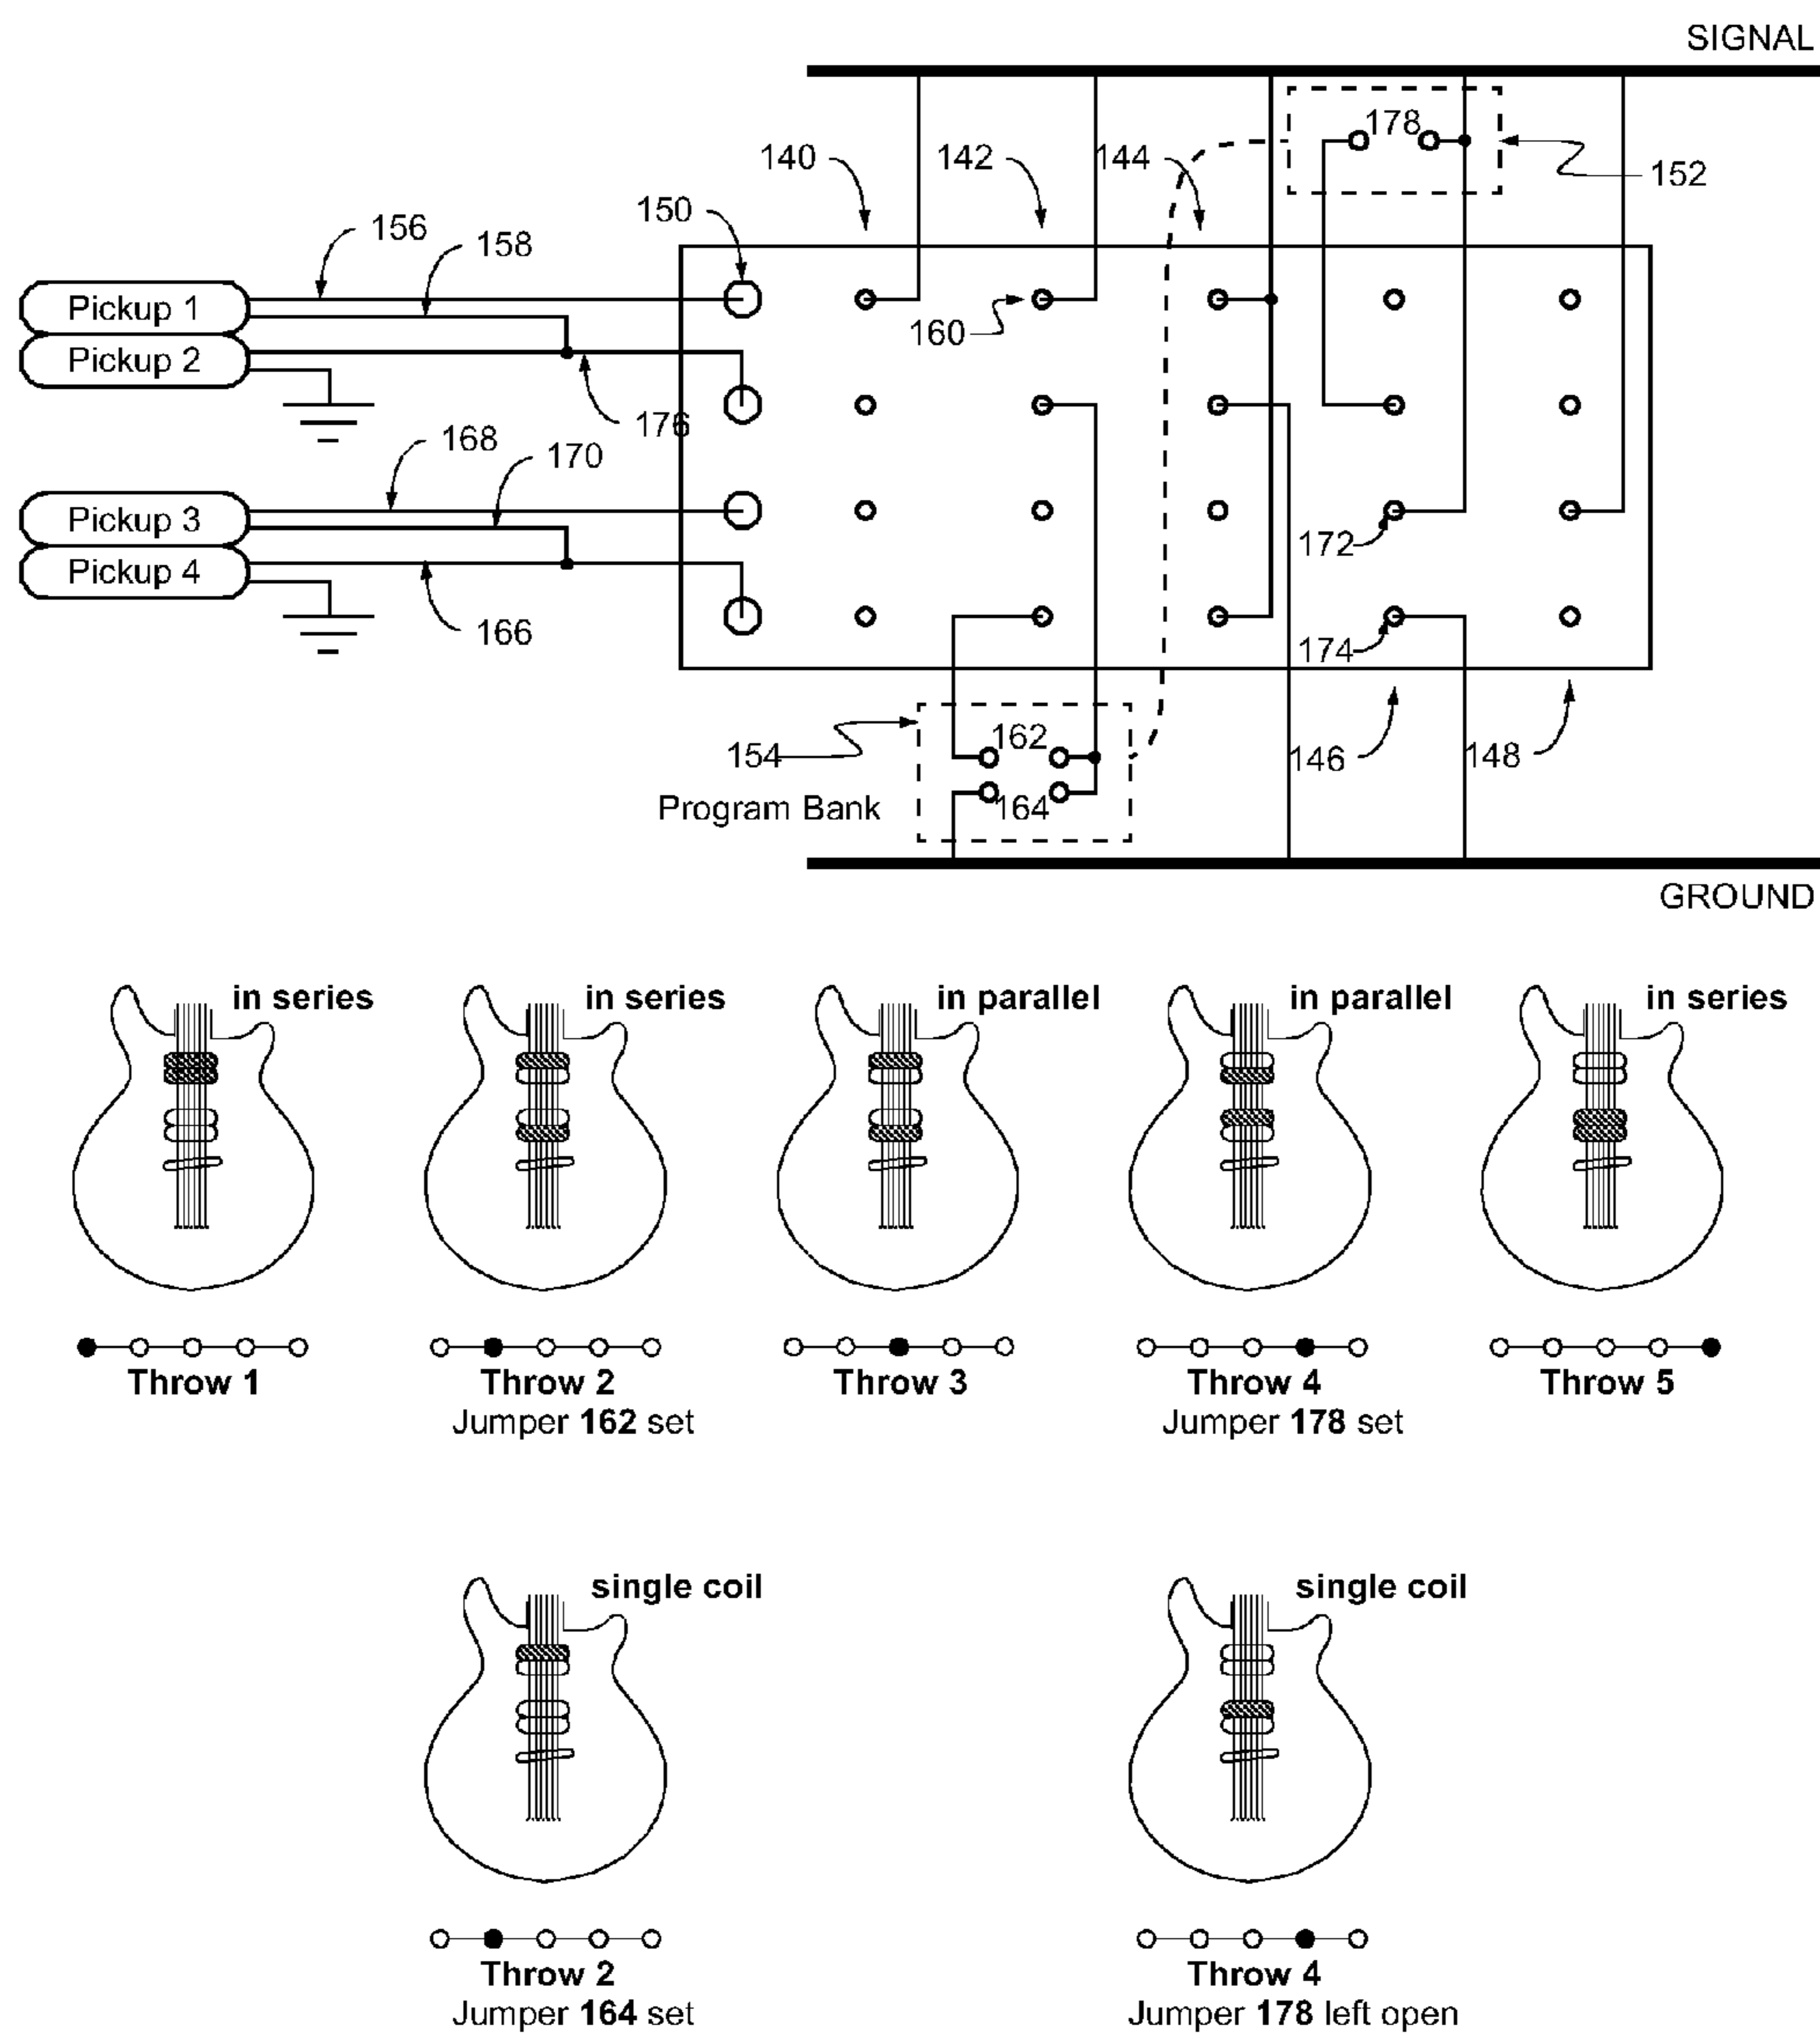 SIGNAL
178
140
142
144
152
150
156
158
Pickup 1
160
Pickup 2
176
168
170
Pickup 3
172
Pickup 4
166
174
162
154
146
148
164
Program Bank
GROUND
in series
in series
in parallel
in parallel
in series
Throw 1
Throw 2
Throw 3
Throw 4
Throw 5
Jumper 162 set
Jumper 178 set
single coil
single coil
Throw 2
Throw 4
Jumper 164 set
Jumper 178 left open